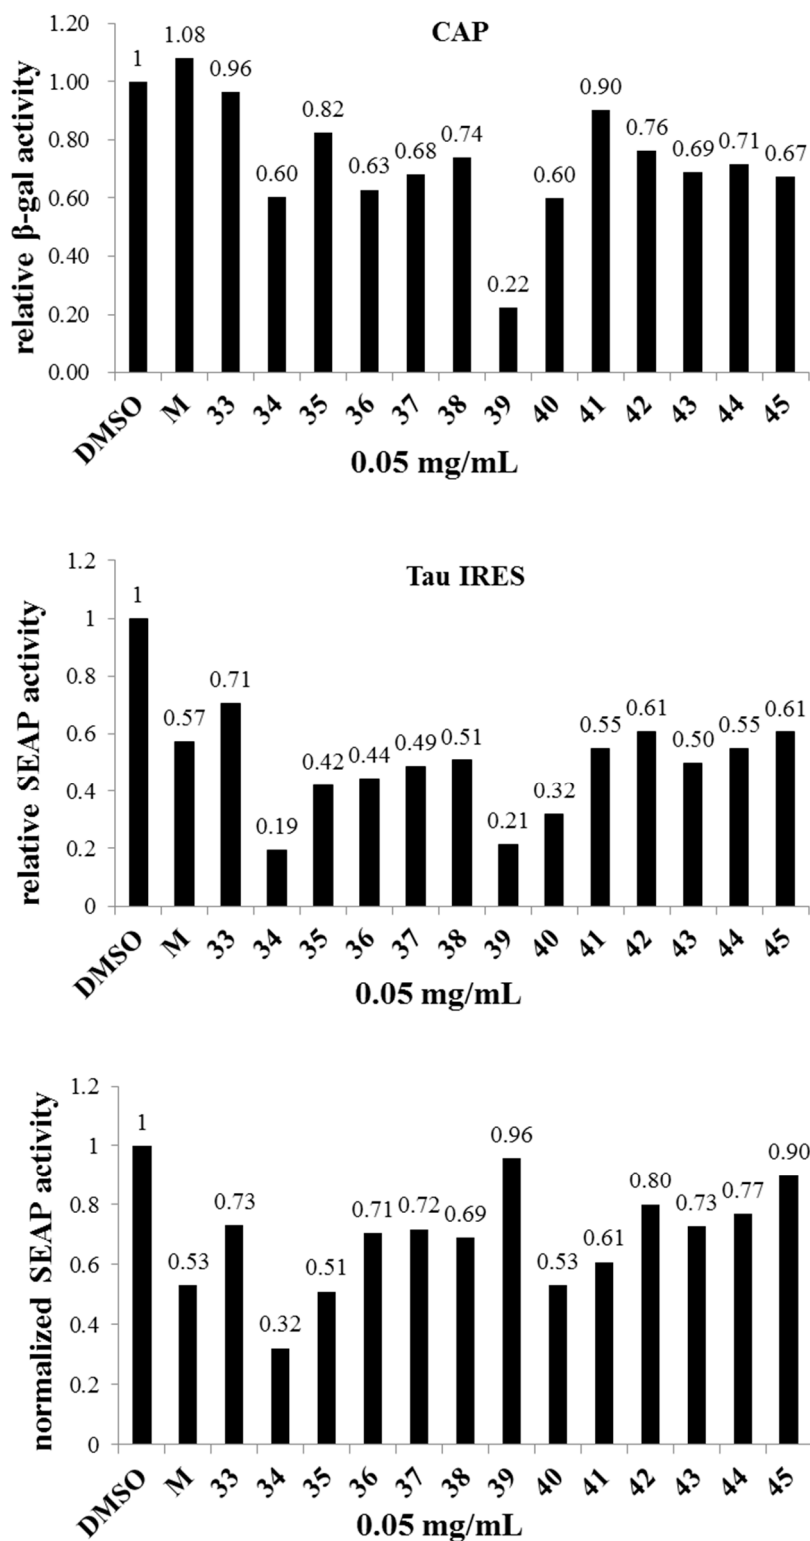 CAP
relative β-gal activity
1.20
1.00
0.80
0.60
0.40
0.20
0.00
1 1.08 0.96 0.60 0.82 0.63 0.68 0.74 0.22 0.60 0.90 0.76 0.69 0.71 0.67
DMSO M 33 34 35 36 37 38 39 40 41 42 43 44 45
0.05 mg/mL
Tau IRES
relative SEAP activity
1.2
1
0.8
0.6
0.4
0.2
0
1 0.57 0.71 0.19 0.42 0.44 0.49 0.51 0.21 0.32 0.55 0.61 0.50 0.55 0.61
DMSO M 33 34 35 36 37 38 39 40 41 42 43 44 45
0.05 mg/mL
normalized SEAP activity
1.2
1
0.8
0.6
0.4
0.2
0
1 0.53 0.73 0.32 0.51 0.71 0.72 0.69 0.96 0.53 0.61 0.80 0.73 0.77 0.90
DMSO M 33 34 35 36 37 38 39 40 41 42 43 44 45
0.05 mg/mL